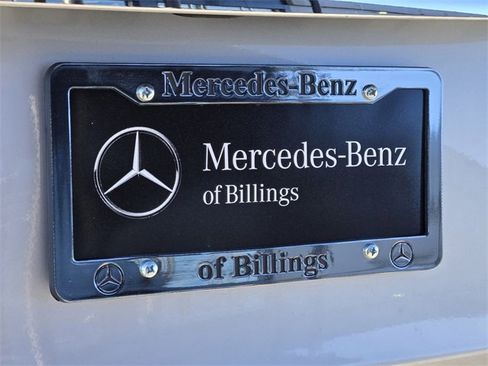 Mercedes-Benz
Mercedes-Benz
of Billings
of Billings